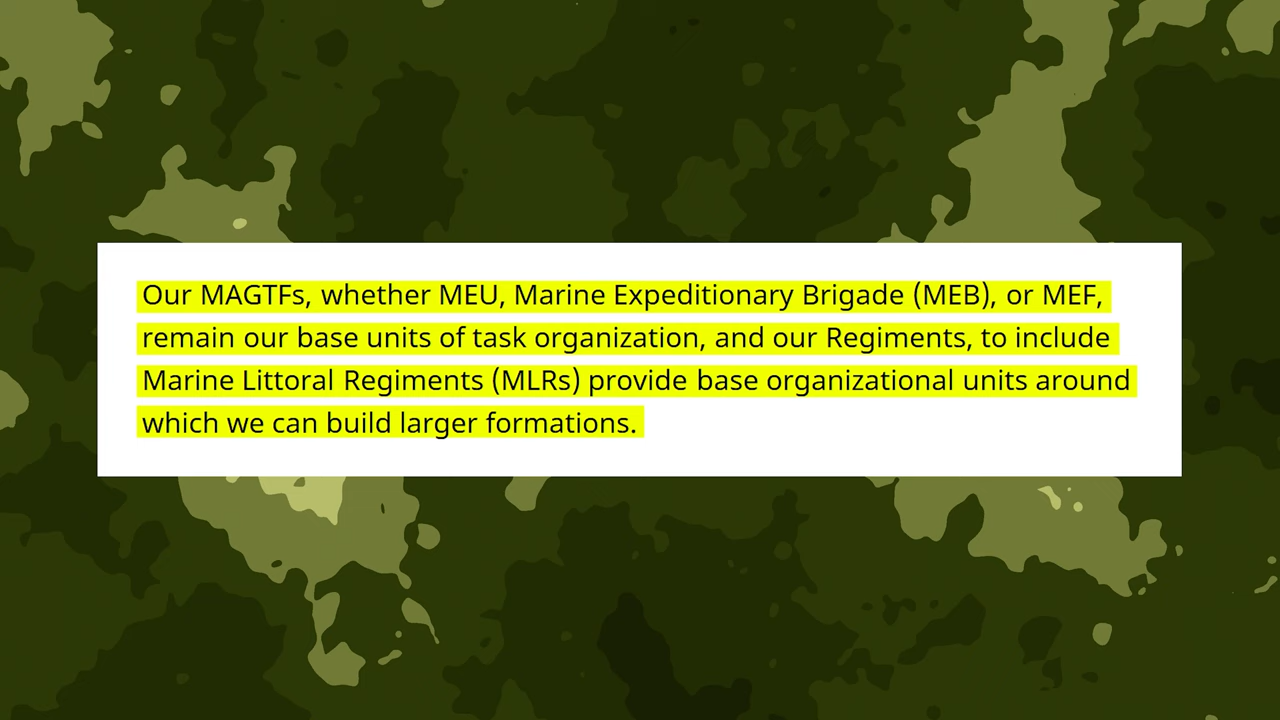 Our MAGTFs, whether MEU, Marine Expeditionary Brigade (MEB), or MEF,
remain our base units of task organization, and our Regiments, to include
Marine Littoral Regiments (MLRs) provide base organizational units around
which we can build larger formations.